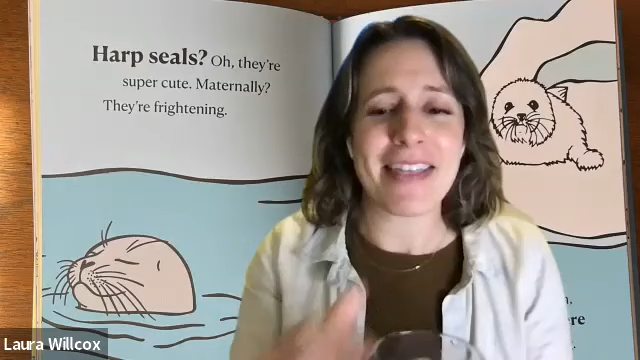 Harp seals? Oh, they're
super cute. Maternally?
They're frightening.
Laura Willcox